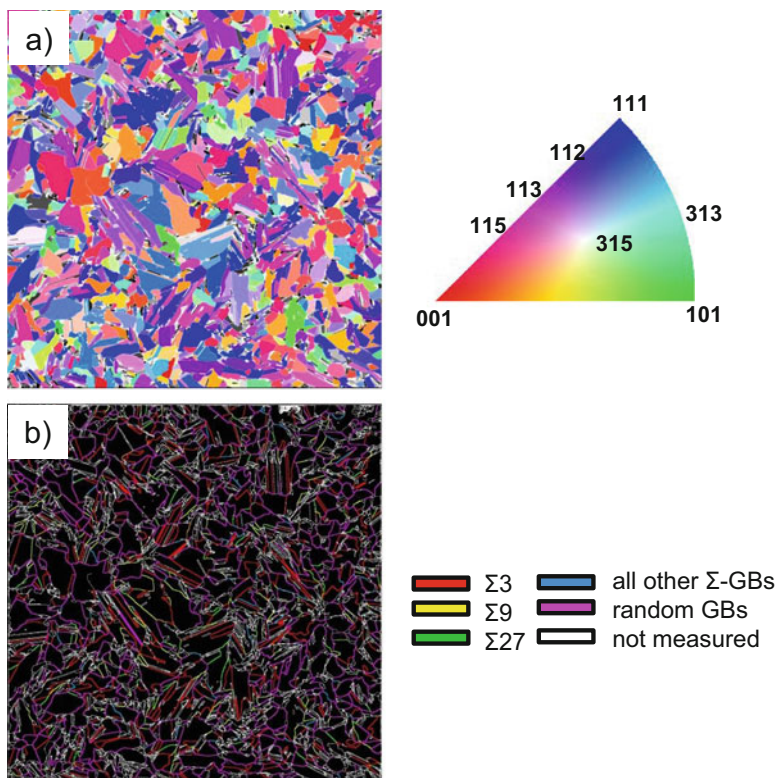 a)
111
112
113
313
115
315
001
101
b)
Σ3 all other Σ-GBs
Σ9 random GBs
Σ27 not measured